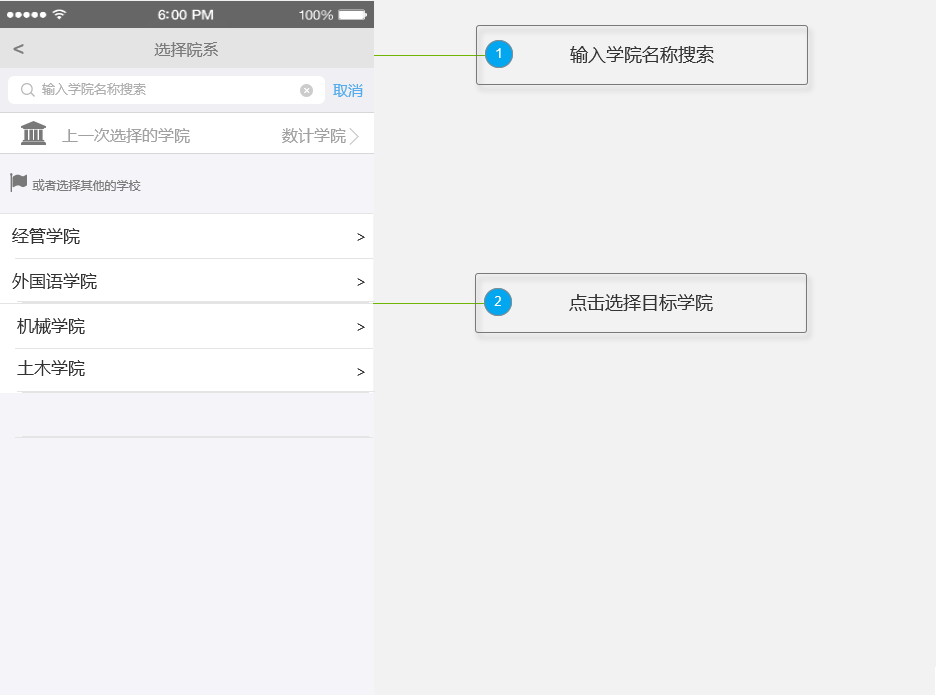 6:00 PM 100%
< 选择院系
输入学院名称搜索 取消
上一次选择的学院 数计学院
或者选择其他的学校
经管学院 >
外国语学院 >
机械学院 >
土木学院 >
1 输入学院名称搜索
2 点击选择目标学院